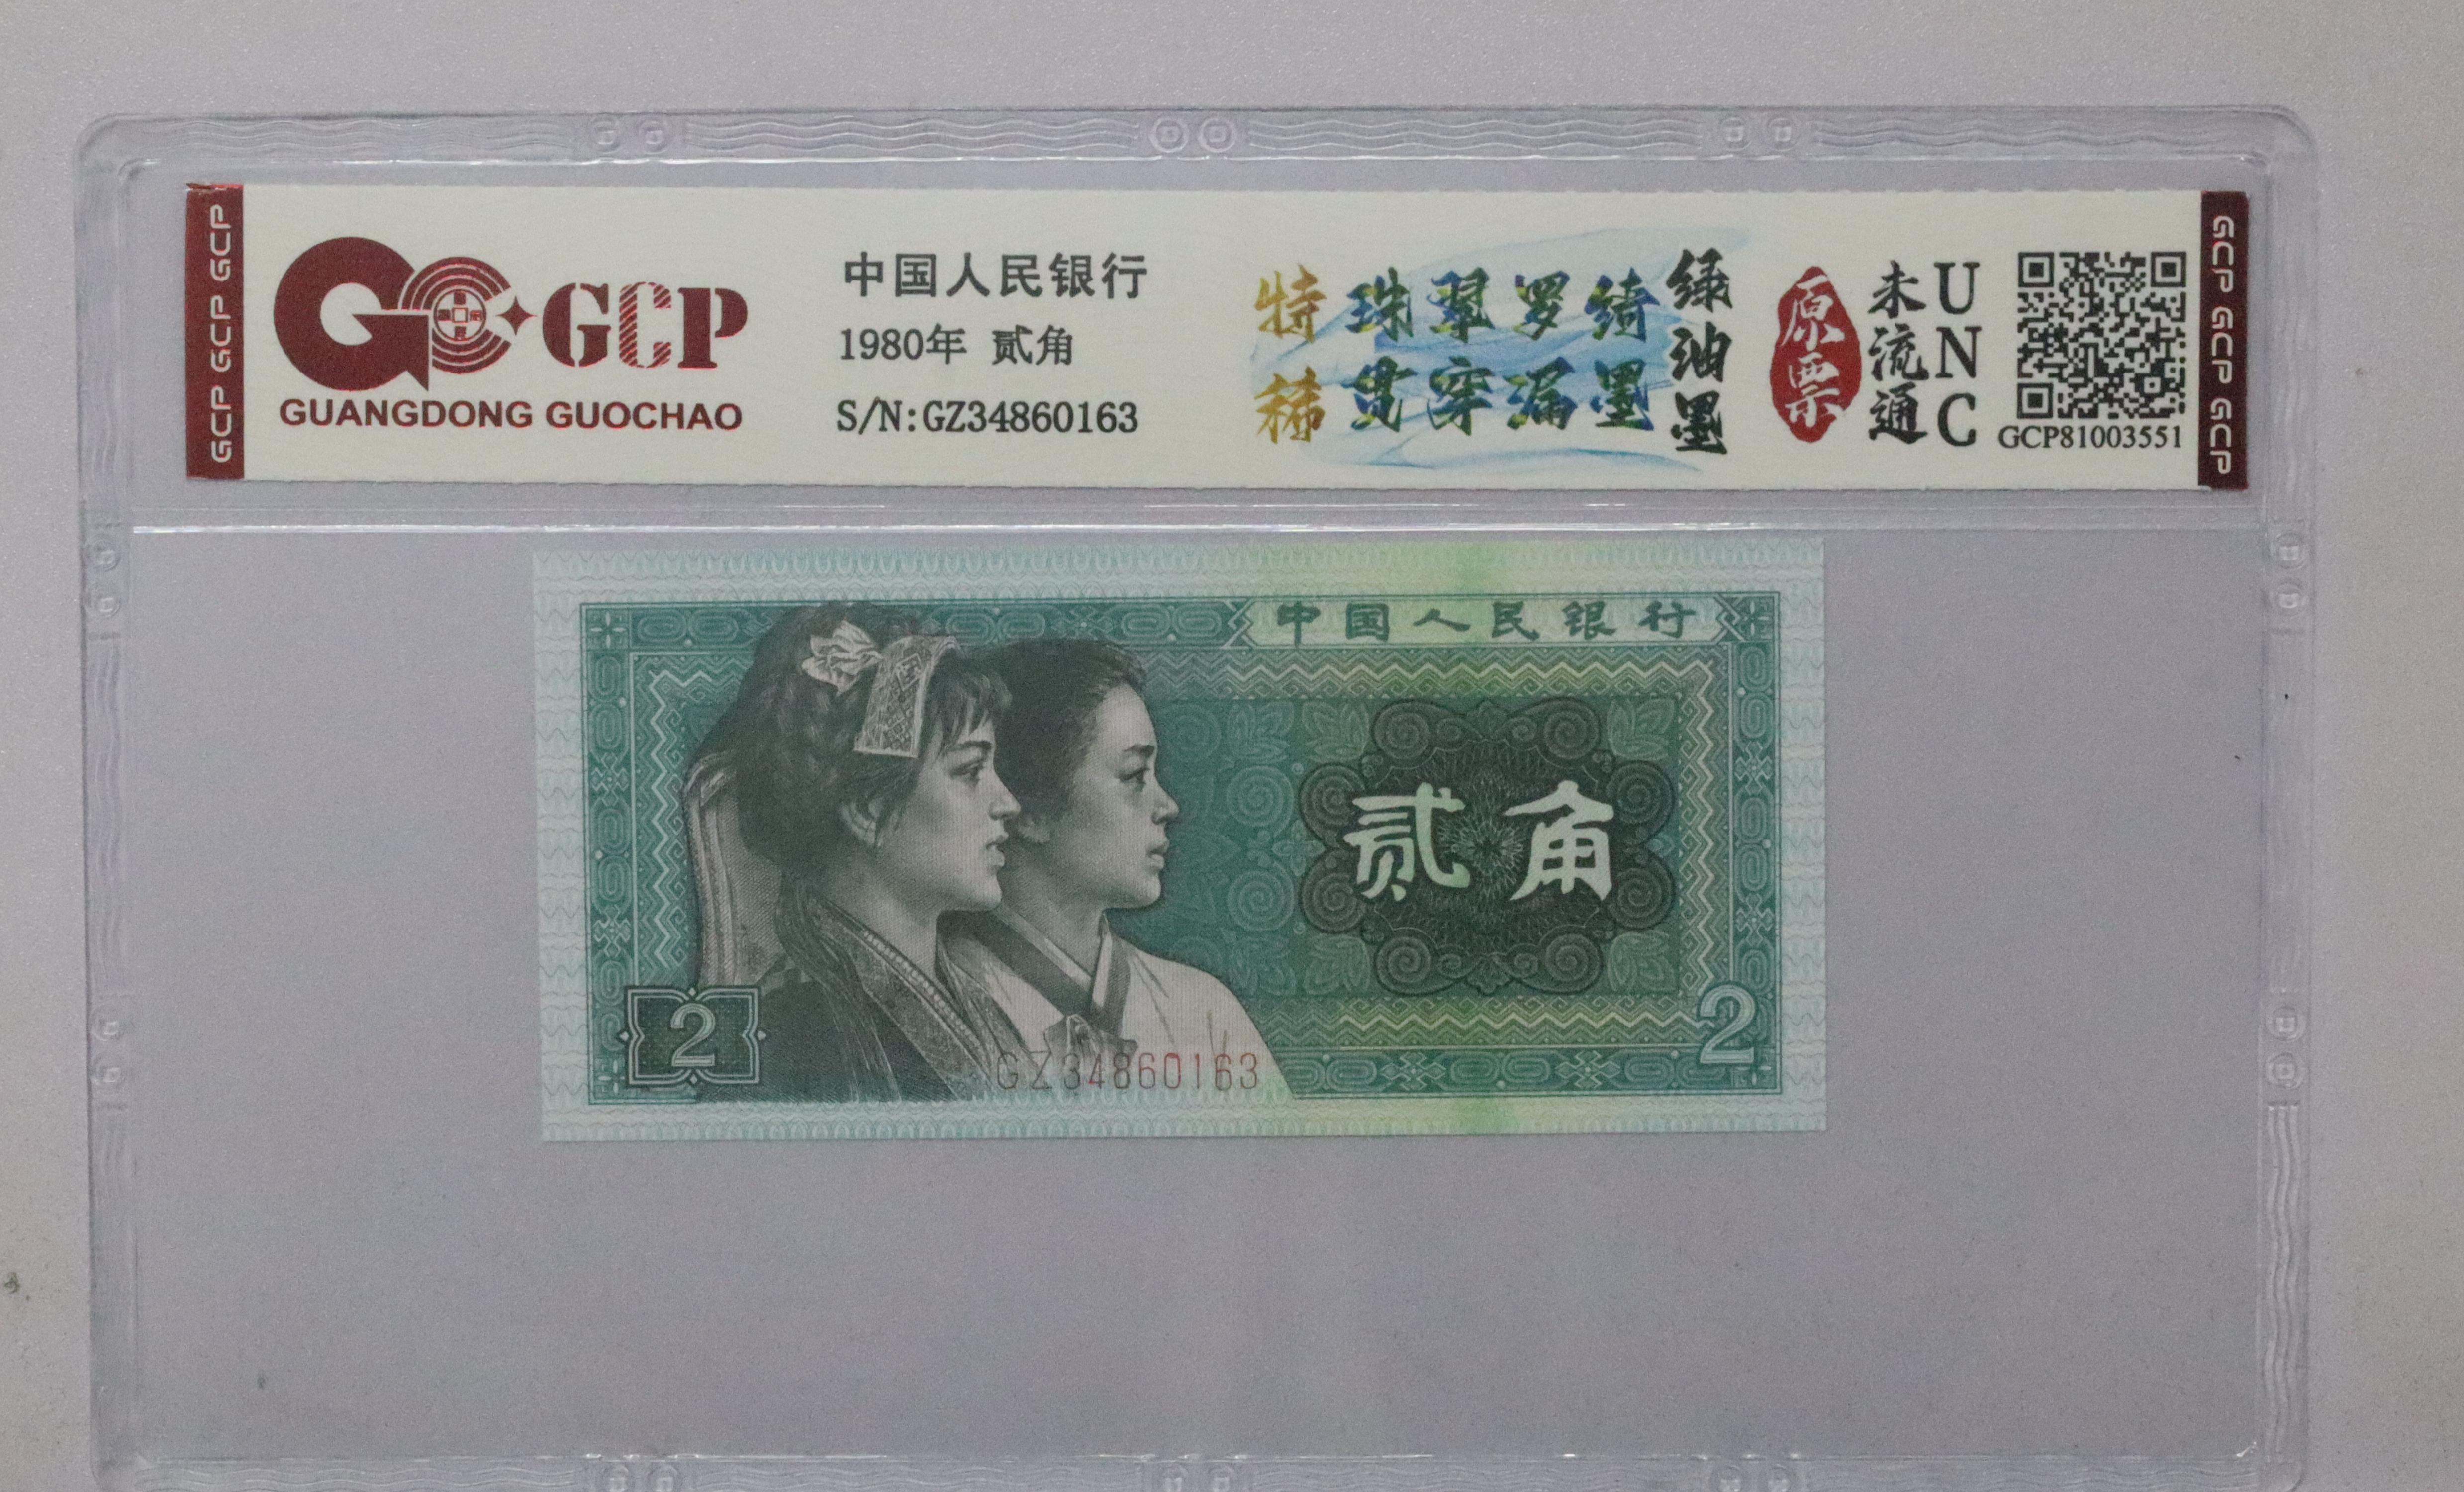 GCP GCP GCP
GCP
GUANGDONG GUOCHAO
中国人民银行
1980年 贰角
S/N:GZ34860163
特稀
珠翠罗绮
贯穿漏墨
绿油墨
原票
未流通
UNC
GCP81003551
GCP GCP GCP
中国人民银行
贰角
2
2
GZ34860163